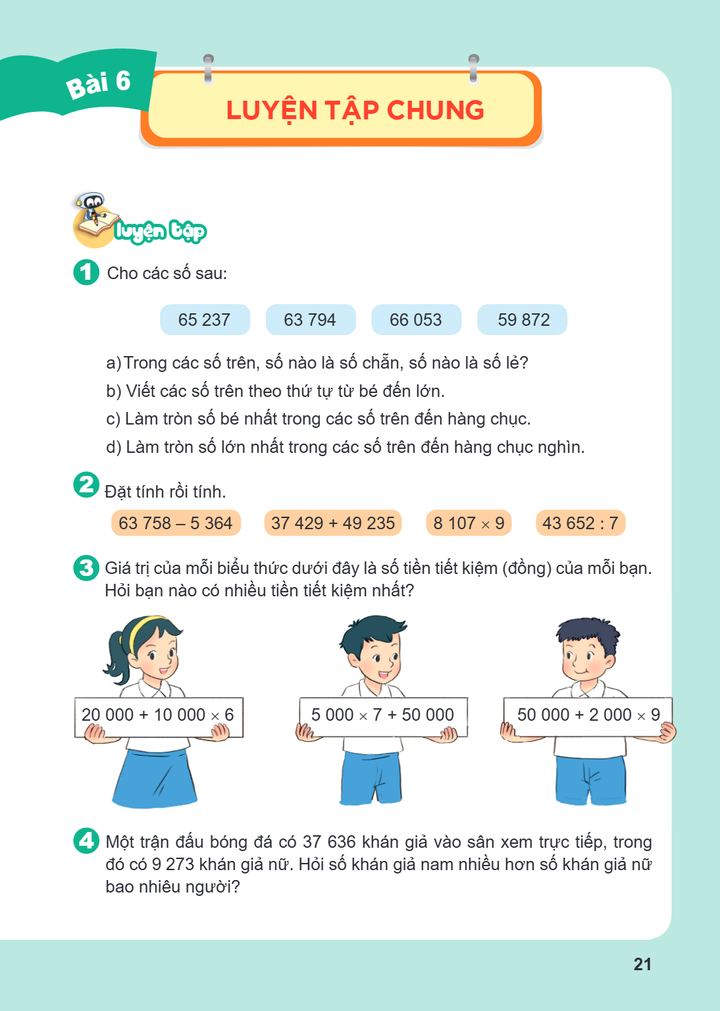 Bài 6
LUYỆN TẬP CHUNG
luyện tập
1 Cho các số sau:
65 237 63 794 66 053 59 872
a) Trong các số trên, số nào là số chẵn, số nào là số lẻ?
b) Viết các số trên theo thứ tự từ bé đến lớn.
c) Làm tròn số bé nhất trong các số trên đến hàng chục.
d) Làm tròn số lớn nhất trong các số trên đến hàng chục nghìn.
2 Đặt tính rồi tính.
63 758 – 5 364 37 429 + 49 235 8 107 × 9 43 652 : 7
3 Giá trị của mỗi biểu thức dưới đây là số tiền tiết kiệm (đồng) của mỗi bạn.
Hỏi bạn nào có nhiều tiền tiết kiệm nhất?
20 000 + 10 000 × 6 5 000 × 7 + 50 000 50 000 + 2 000 × 9
4 Một trận đấu bóng đá có 37 636 khán giả vào sân xem trực tiếp, trong
đó có 9 273 khán giả nữ. Hỏi số khán giả nam nhiều hơn số khán giả nữ
bao nhiêu người?
21